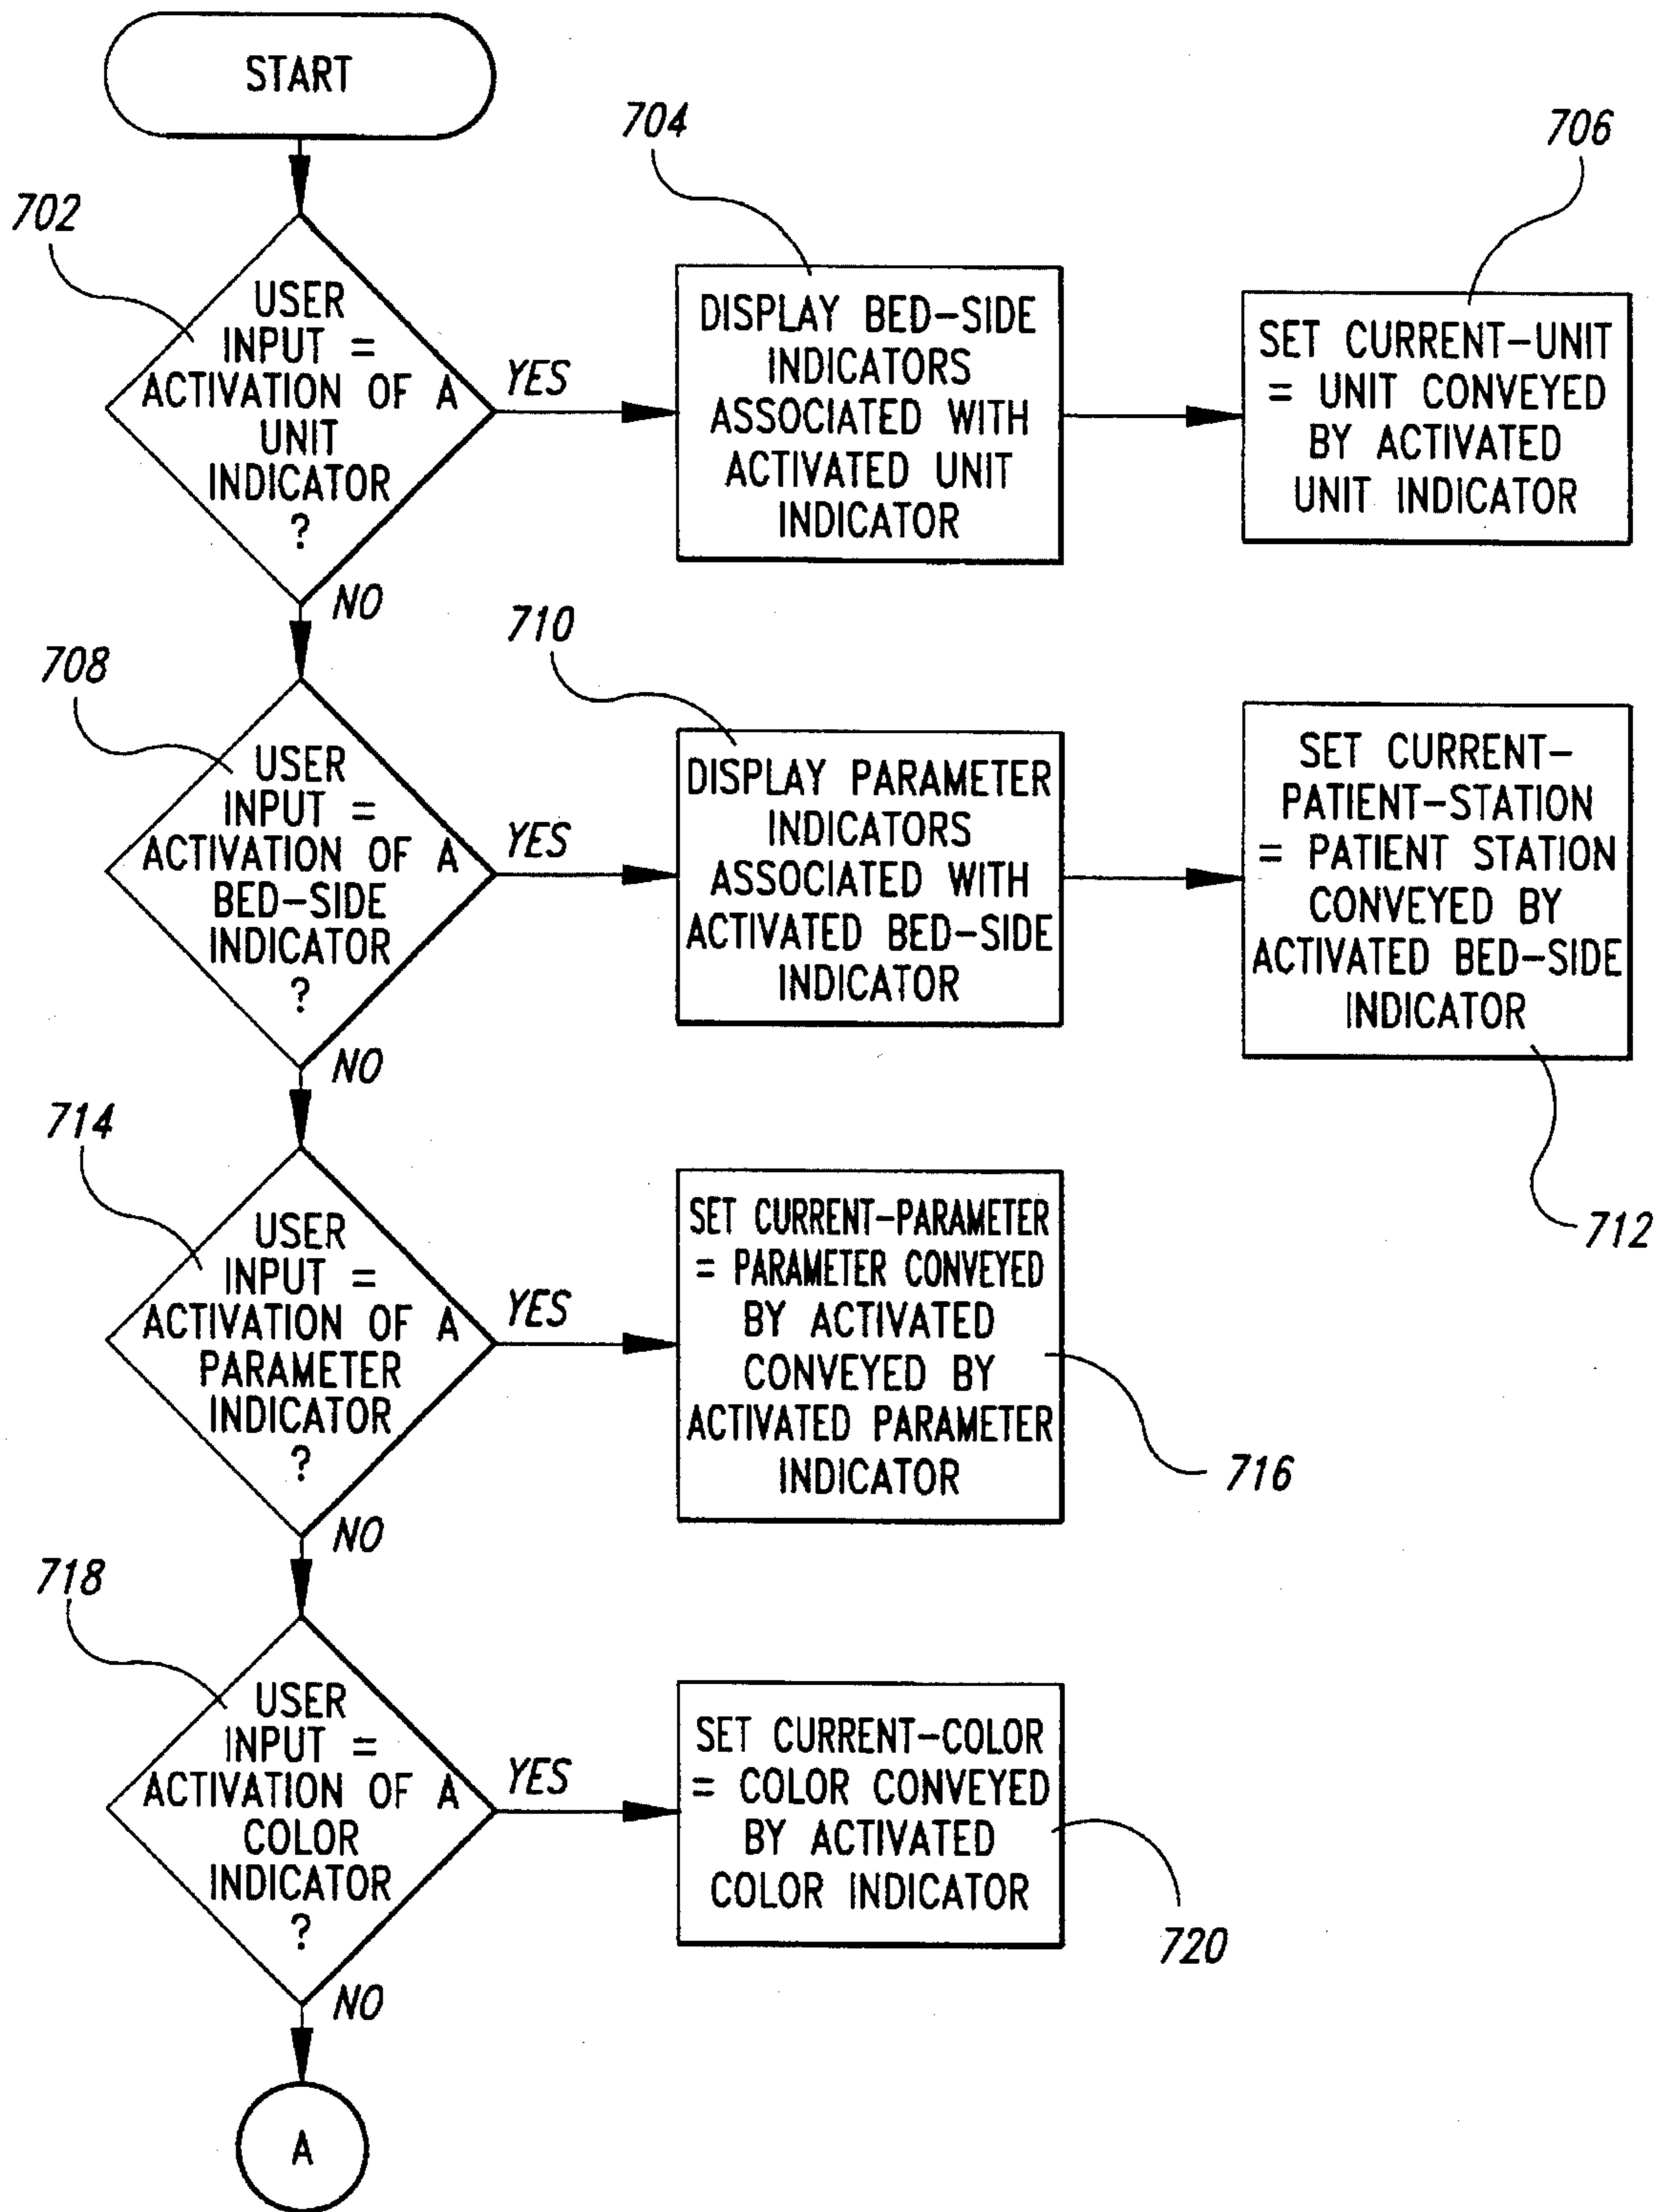 START
702
USER
INPUT =
ACTIVATION OF A
UNIT
INDICATOR
?
YES
NO
704
DISPLAY BED-SIDE
INDICATORS
ASSOCIATED WITH
ACTIVATED UNIT
INDICATOR
706
SET CURRENT-UNIT
= UNIT CONVEYED
BY ACTIVATED
UNIT INDICATOR
708
USER
INPUT =
ACTIVATION OF A
BED-SIDE
INDICATOR
?
YES
NO
710
DISPLAY PARAMETER
INDICATORS
ASSOCIATED WITH
ACTIVATED BED-SIDE
INDICATOR
SET CURRENT-
PATIENT-STATION
= PATIENT STATION
CONVEYED BY
ACTIVATED BED-SIDE
INDICATOR
712
714
USER
INPUT =
ACTIVATION OF A
PARAMETER
INDICATOR
?
YES
NO
SET CURRENT-PARAMETER
= PARAMETER CONVEYED
BY ACTIVATED
CONVEYED BY
ACTIVATED PARAMETER
INDICATOR
716
718
USER
INPUT =
ACTIVATION OF A
COLOR
INDICATOR
?
YES
NO
SET CURRENT-COLOR
= COLOR CONVEYED
BY ACTIVATED
COLOR INDICATOR
720
A